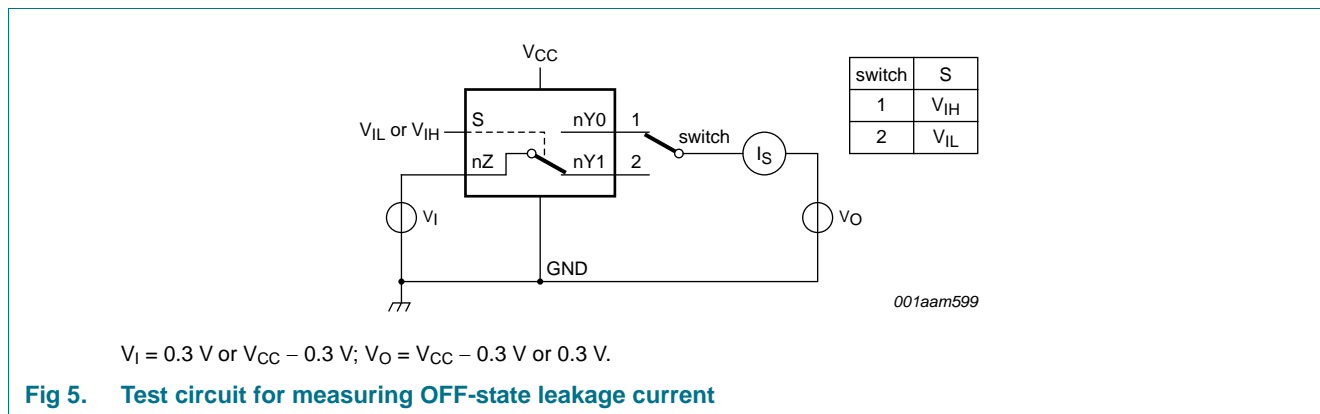 VCC
switch S
1 VIH
2 VIL
S nY0 1
VIL or VIH switch
nZ nY1 2 IS
VI VO
GND
001aam599
VI = 0.3 V or VCC − 0.3 V; VO = VCC − 0.3 V or 0.3 V.
Fig 5. Test circuit for measuring OFF-state leakage current